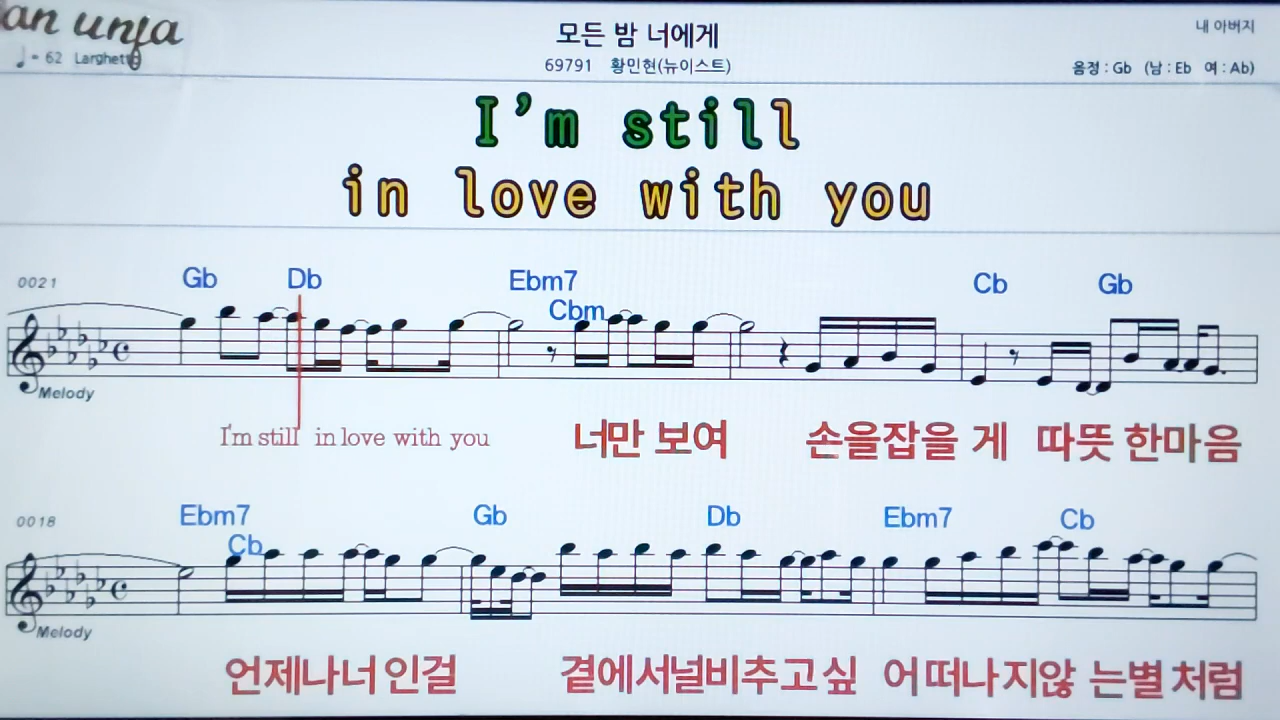 an unja
모든 밤 너에게
내 아버지
♩= 62 Larghetto
69791 황민현(뉴이스트)
음정 : Gb (남 : Eb 여 : Ab)
I'm still
in love with you
0021
Gb Db Ebm7 Cbm Cb Gb
Melody
I'm still in love with you 너만 보여 손을잡을 게 따뜻 한마음
0018
Ebm7 Cb Gb Db Ebm7 Cb
Melody
언제나너인걸 곁에서널비추고싶 어떠나지않 는별처럼